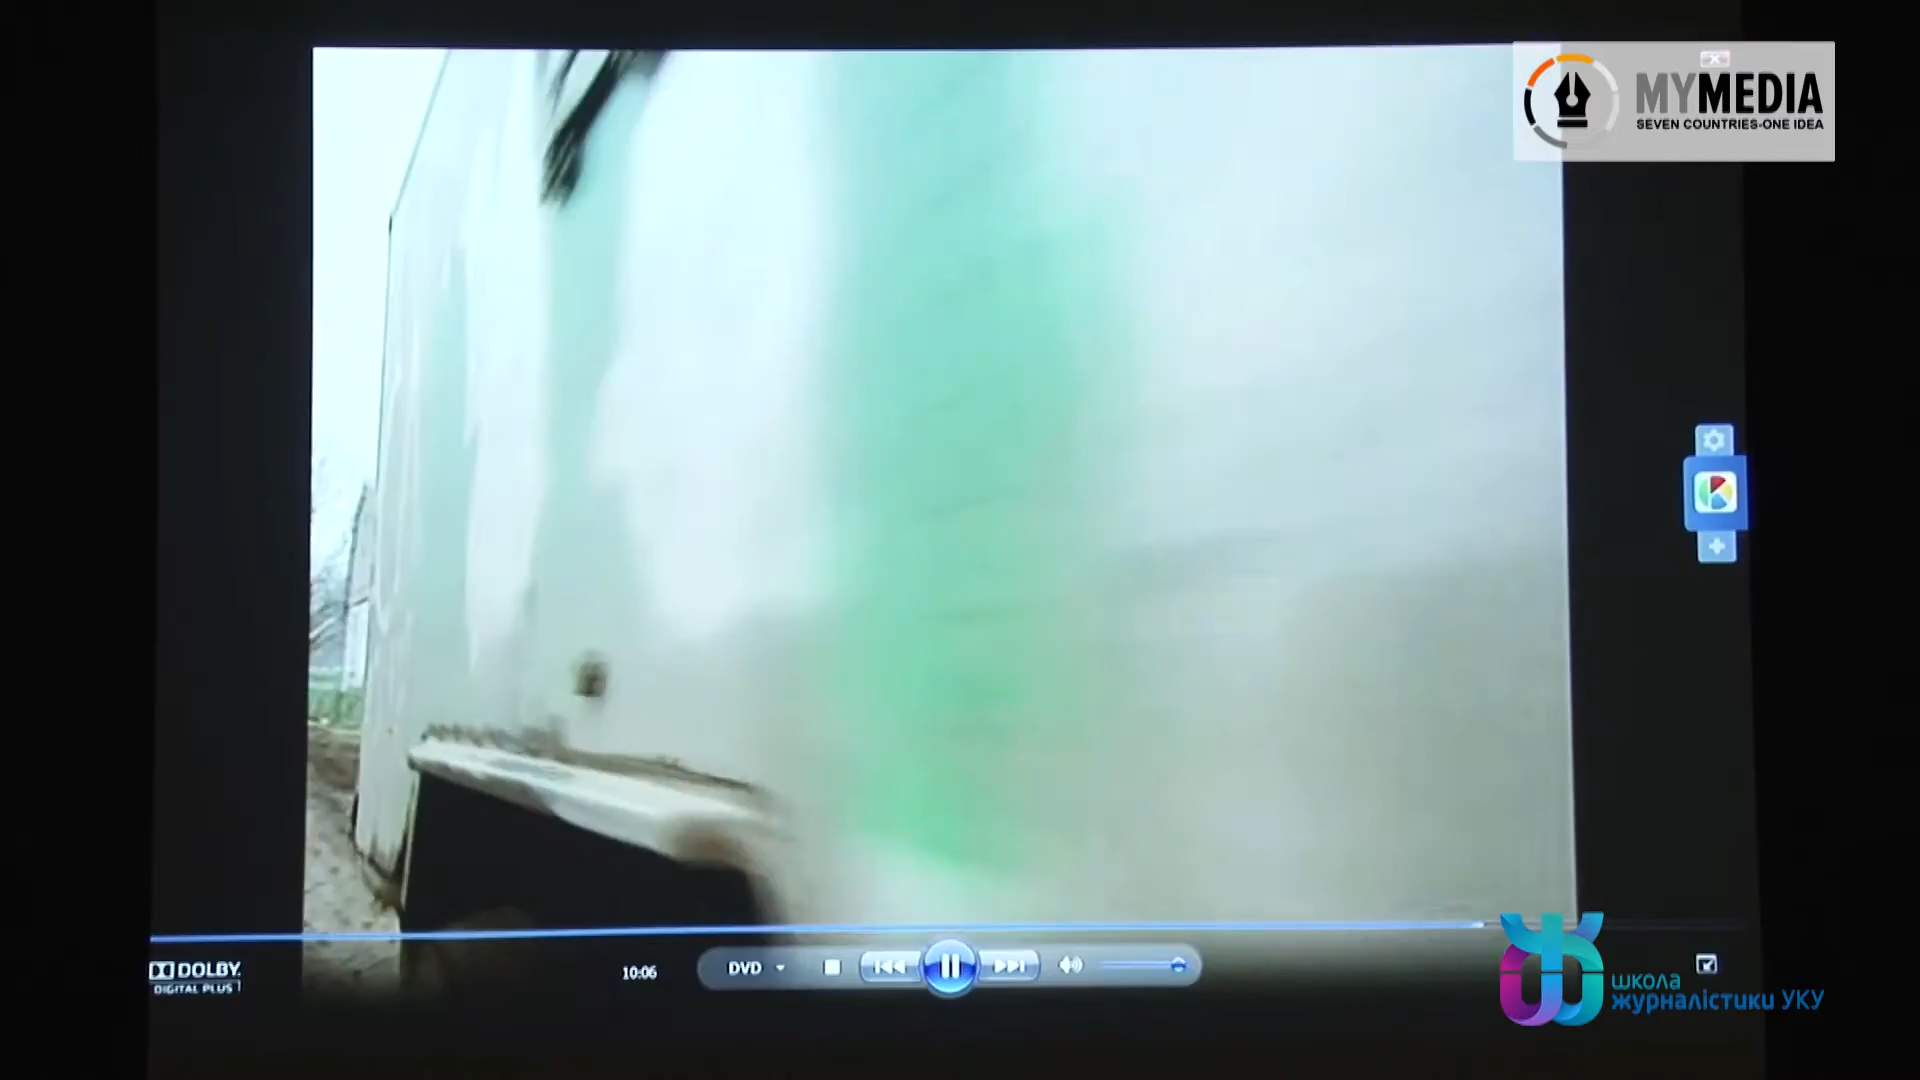 MYMEDIA
SEVEN COUNTRIES-ONE IDEA
DOLBY
DIGITAL PLUS
10:06
DVD
школа
журналістики УКУ